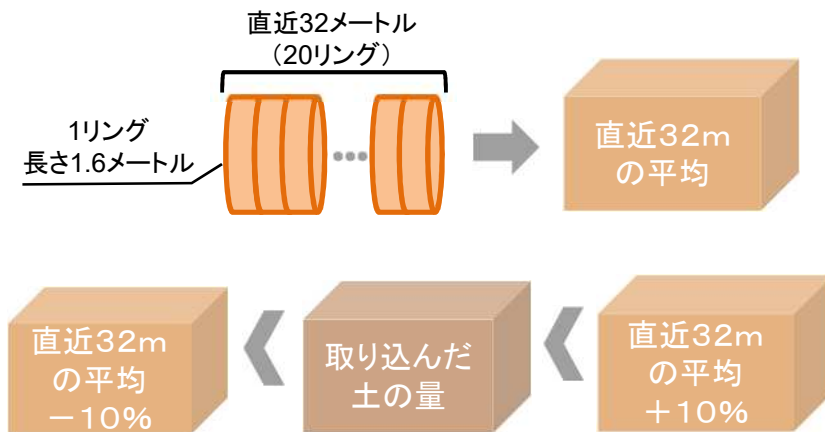 直近32メートル
（20リング）
1リング
長さ1.6メートル
直近32m
の平均
直近32m
の平均
－10%
取り込んだ
土の量
直近32m
の平均
＋10%